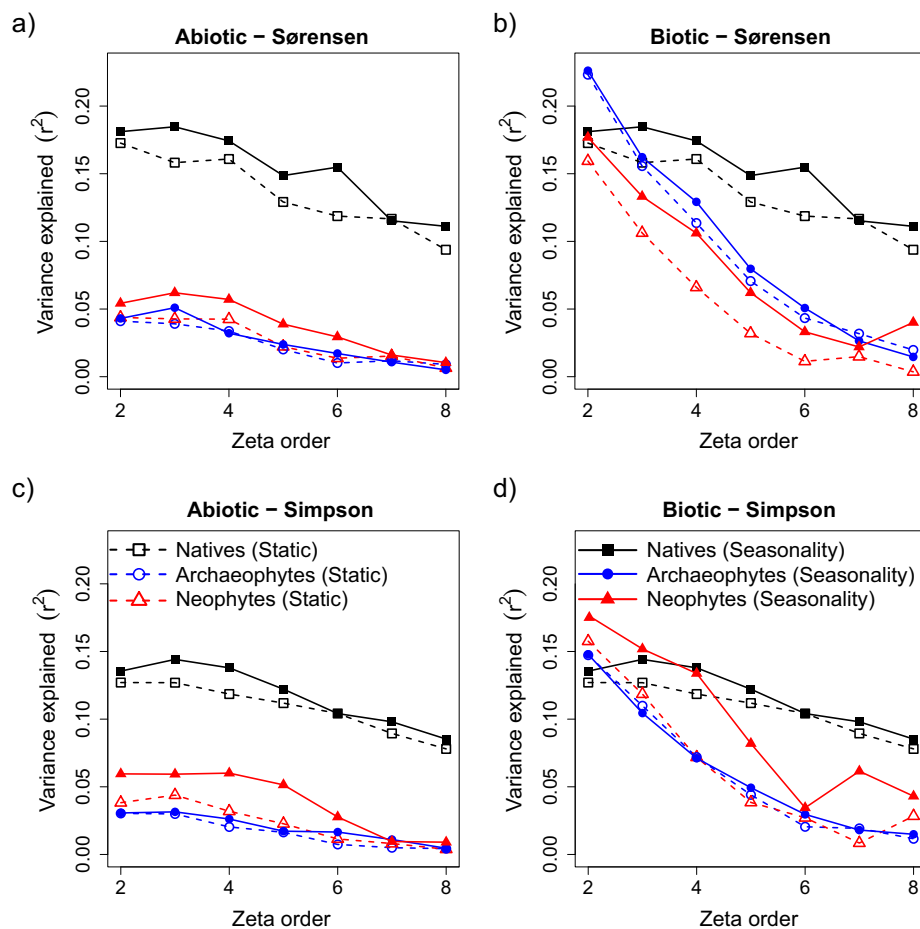 a)
Abiotic − Sørensen
Variance explained (r²)
0.20
0.15
0.10
0.05
0.00
2 4 6 8
Zeta order
b)
Biotic − Sørensen
Variance explained (r²)
0.20
0.15
0.10
0.05
0.00
2 4 6 8
Zeta order
c)
Abiotic − Simpson
Natives (Static)
Archaeophytes (Static)
Neophytes (Static)
Variance explained (r²)
0.20
0.15
0.10
0.05
0.00
2 4 6 8
Zeta order
d)
Biotic − Simpson
Natives (Seasonality)
Archaeophytes (Seasonality)
Neophytes (Seasonality)
Variance explained (r²)
0.20
0.15
0.10
0.05
0.00
2 4 6 8
Zeta order